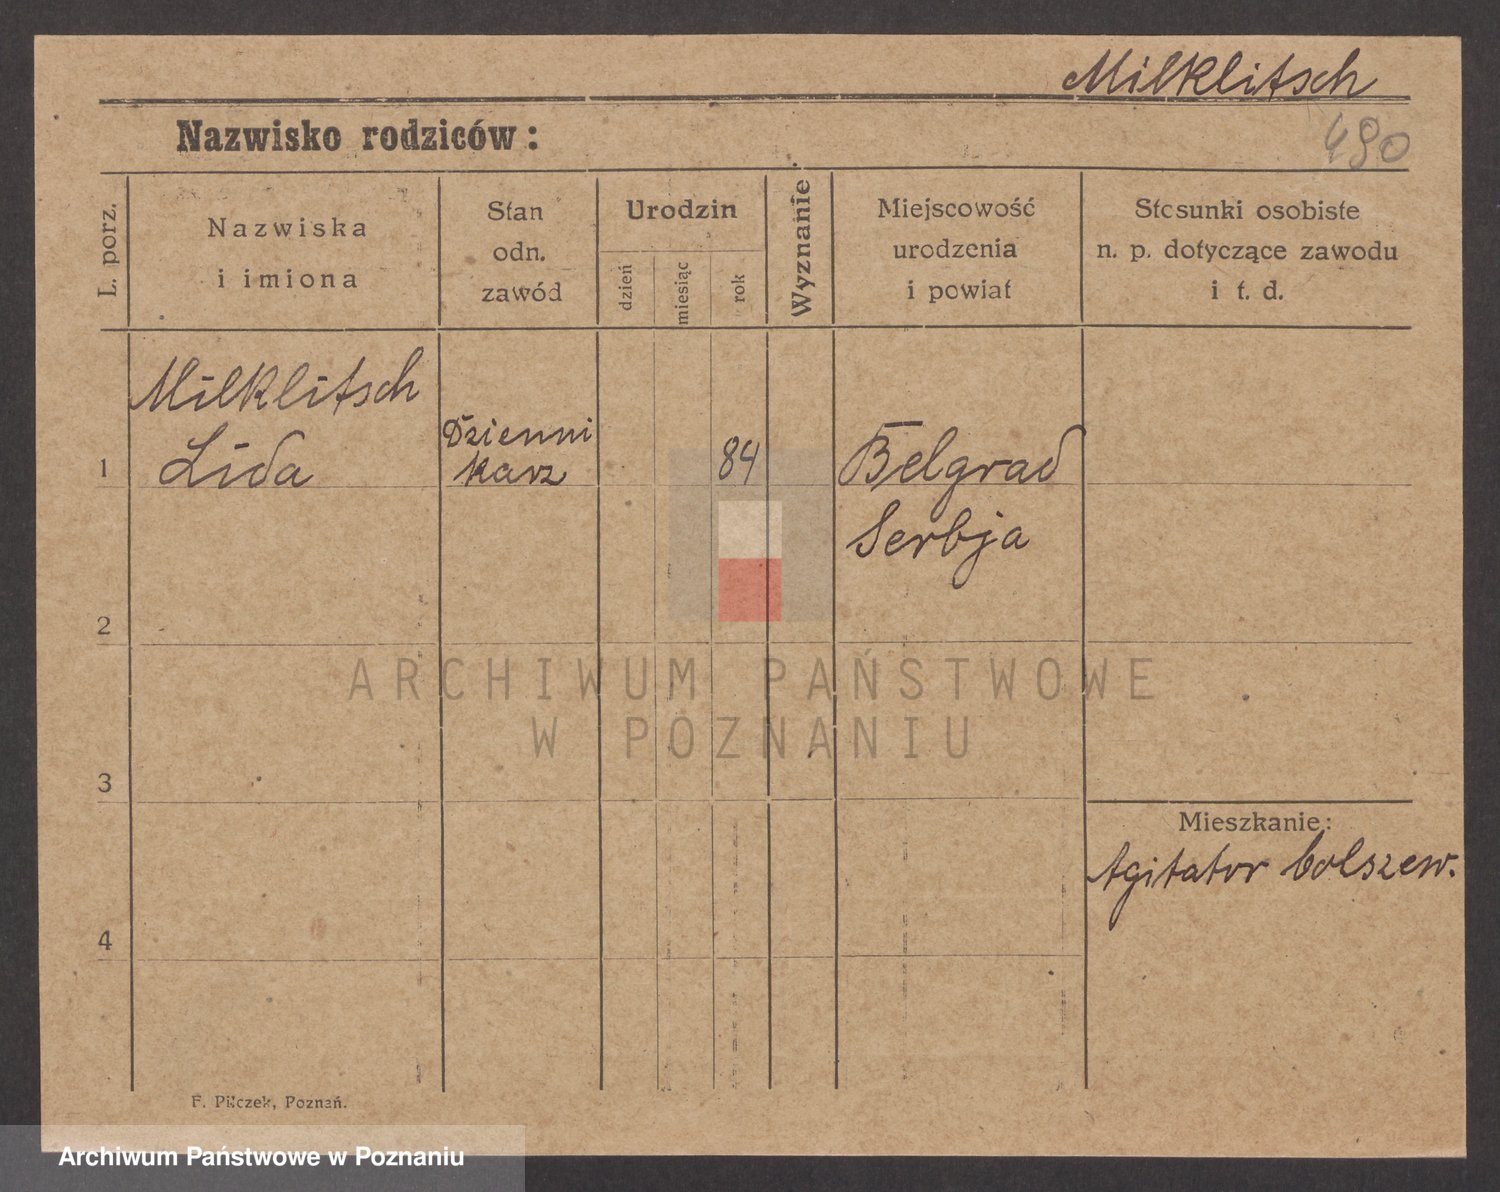 Milklitsch
Nazwisko rodziców:
490
L. porz.
Nazwiska
i imiona
Stan
odn.
zawód
Urodzin
dzień
miesiąc
rok
Wyznanie
Miejscowość
urodzenia
i powiat
Stosunki osobiste
n. p. dotyczące zawodu
i t. d.
1
Milklitsch
Lida
Dzienni
karz
84
Belgrad
Serbja
2
ARCHIWUM PAŃSTWOWE
W POZNANIU
3
Mieszkanie:
Agitator bolszew.
4
F. Pilczek, Poznań.
Archiwum Państwowe w Poznaniu